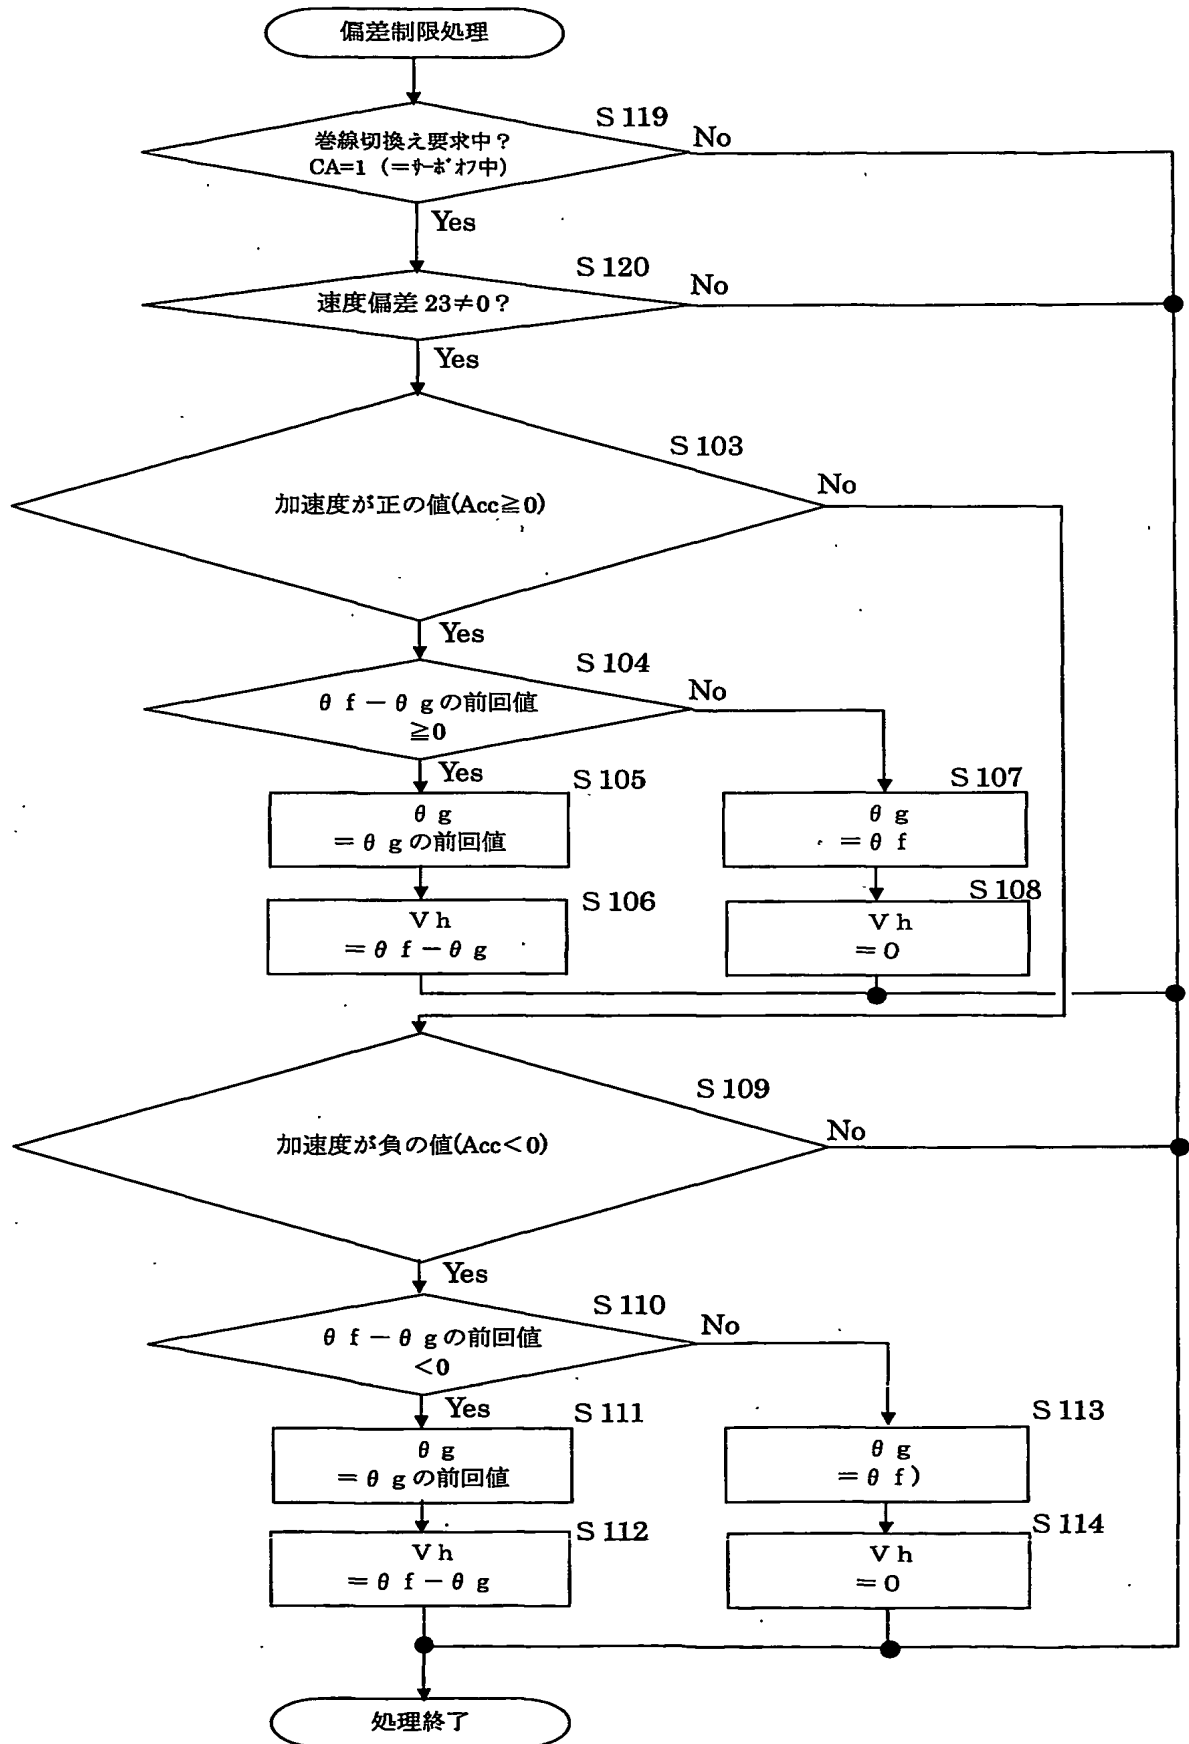 偏差制限処理
S 119
巻線切換え要求中?
CA=1 (=ｻｰﾎﾞｵﾌ中)
No
Yes
S 120
速度偏差 23≠0?
No
Yes
S 103
加速度が正の値(Acc≧0)
No
Yes
S 104
θ f − θ g の前回値
≧0
No
Yes
S 105
θ g
= θ g の前回値
S 107
θ g
= θ f
S 106
V h
= θ f − θ g
S 108
V h
= 0
S 109
加速度が負の値(Acc<0)
No
Yes
S 110
θ f − θ g の前回値
<0
No
Yes
S 111
θ g
= θ g の前回値
S 113
θ g
= θ f )
S 112
V h
= θ f − θ g
S 114
V h
= 0
処理終了